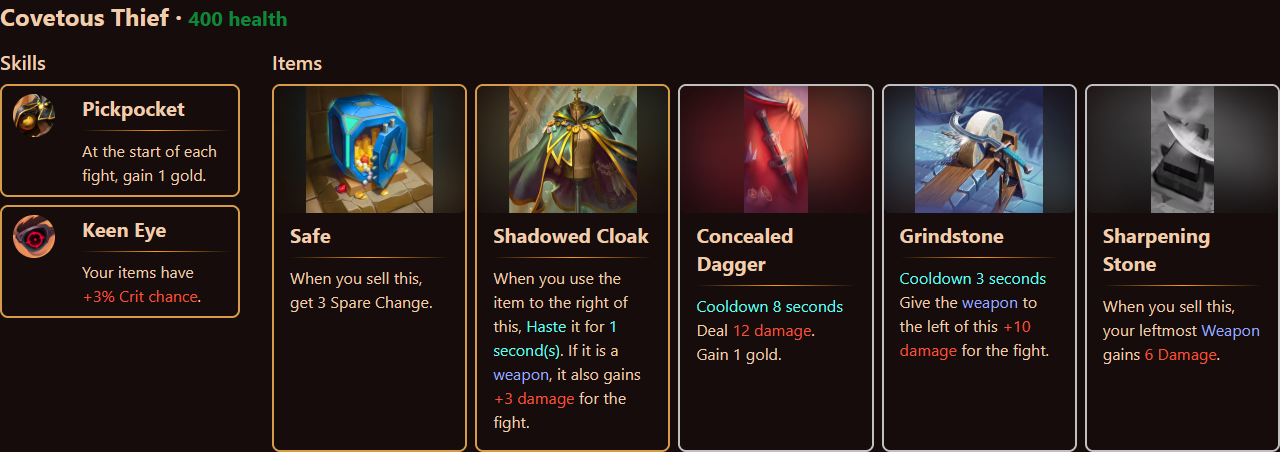 Covetous Thief · 400 health
Skills
Pickpocket
At the start of each
fight, gain 1 gold.
Keen Eye
Your items have
+3% Crit chance.
Items
Safe
When you sell this,
get 3 Spare Change.
Shadowed Cloak
When you use the
item to the right of
this, Haste it for 1
second(s). If it is a
weapon, it also gains
+3 damage for the
fight.
Concealed
Dagger
Cooldown 8 seconds
Deal 12 damage.
Gain 1 gold.
Grindstone
Cooldown 3 seconds
Give the weapon to
the left of this +10
damage for the fight.
Sharpening
Stone
When you sell this,
your leftmost Weapon
gains 6 Damage.